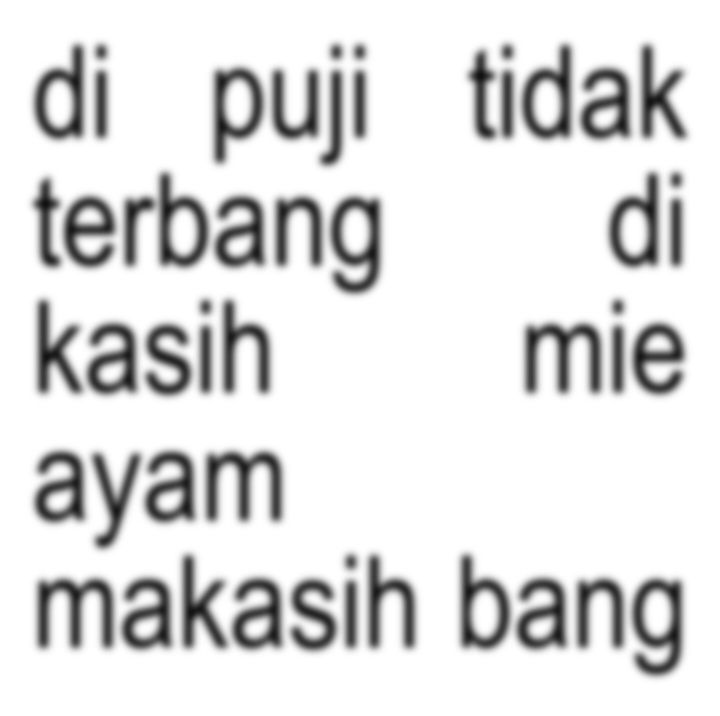 di puji tidak
terbang di
kasih mie
ayam
makasih bang